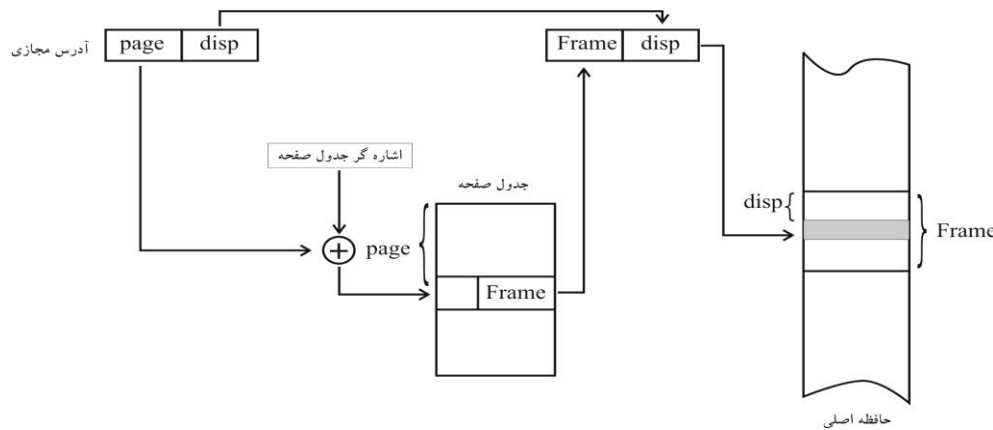 آدرس مجازی
page disp
Frame disp
اشاره گر جدول صفحه
جدول صفحه
page
Frame
disp
Frame
حافظه اصلی